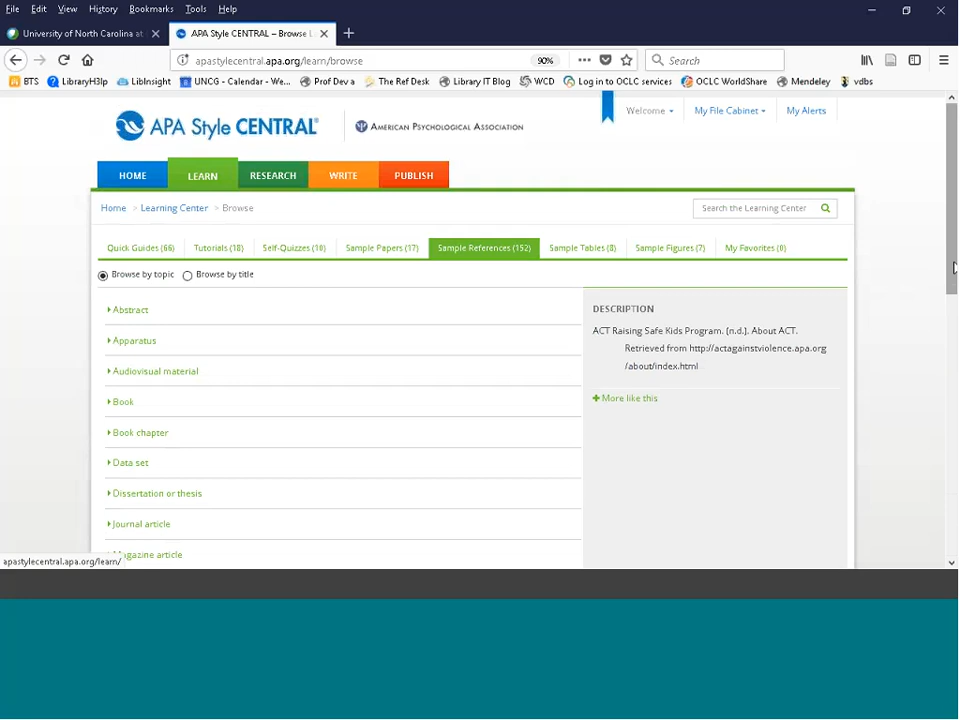 File Edit View History Bookmarks Tools Help
University of North Carolina at
APA Style CENTRAL – Browse L
apastylecentral.apa.org/learn/browse
90%
Search
BTS LibraryH3lp LibInsight UNCG - Calendar - We... Prof Dev a The Ref Desk Library IT Blog WCD Log in to OCLC services OCLC WorldShare Mendeley vdbs
APA Style CENTRAL®
AMERICAN PSYCHOLOGICAL ASSOCIATION
Welcome My File Cabinet My Alerts
HOME LEARN RESEARCH WRITE PUBLISH
Home > Learning Center > Browse
Search the Learning Center
Quick Guides (66) Tutorials (18) Self-Quizzes (10) Sample Papers (17) Sample References (152) Sample Tables (8) Sample Figures (7) My Favorites (0)
Browse by topic Browse by title
Abstract
Apparatus
Audiovisual material
Book
Book chapter
Data set
Dissertation or thesis
Journal article
Magazine article
DESCRIPTION
ACT Raising Safe Kids Program. (n.d.). About ACT.
Retrieved from http://actagainstviolence.apa.org
/about/index.html
More like this
apastylecentral.apa.org/learn/